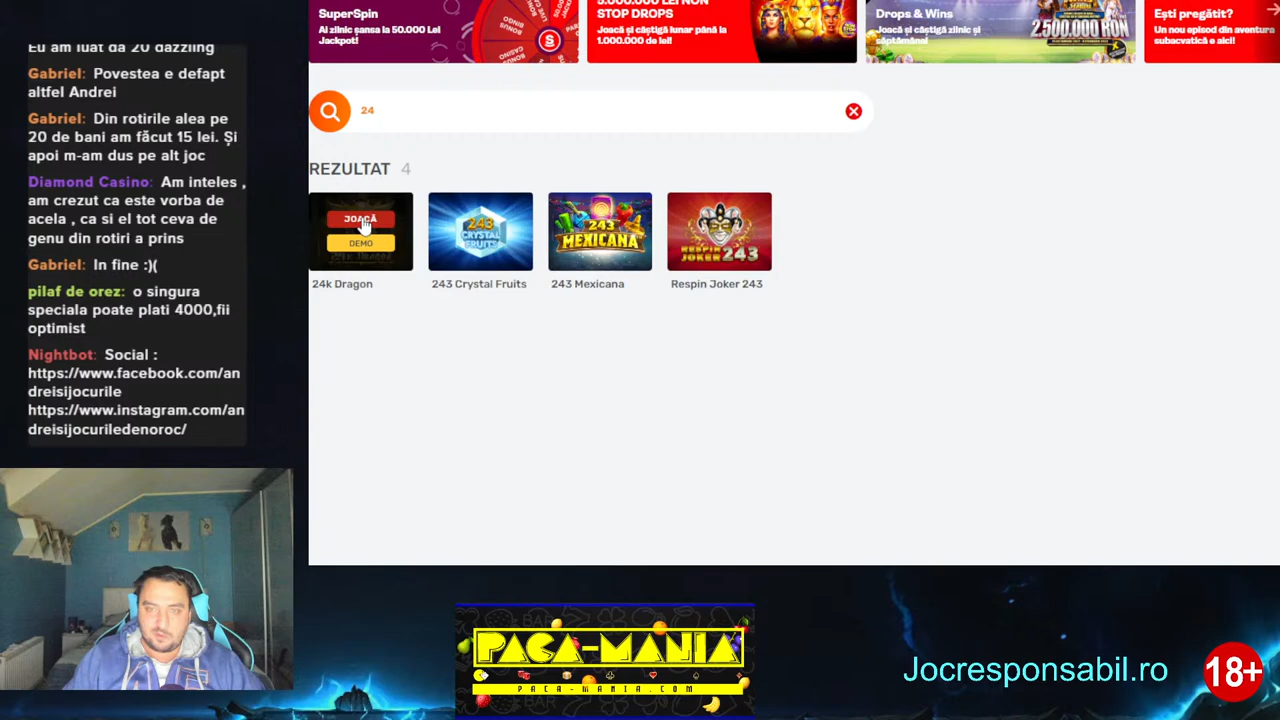 Eu am luat da 20 dazzling
Gabriel: Povestea e defapt
altfel Andrei
Gabriel: Din rotirile alea pe
20 de bani am făcut 15 lei. Și
apoi m-am dus pe alt joc
Diamond Casino: Am inteles ,
am crezut ca este vorba de
acela , ca si el tot ceva de
genu din rotiri a prins
Gabriel: In fine :)(
pilaf de orez: o singura
speciala poate plati 4000,fii
optimist
Nightbot: Social :
https://www.facebook.com/an
dreisijocurile
https://www.instagram.com/an
dreisijocuriledenoroc/
SuperSpin
Ai zilnic șansa la 50.000 Lei
Jackpot!
5.000.000 LEI NON
STOP DROPS
Joacă și câștigă lunar până la
1.000.000 de lei!
Drops & Wins
Joacă și câștigă zilnic și
săptămânal
2.500.000 RON
Ești pregătit?
Un nou episod din aventura
subacvatică e aici!
24
REZULTAT 4
JOACĂ
DEMO
243
CRYSTAL
FRUITS
243
MEXICANA
RESPIN
JOKER 243
24k Dragon
243 Crystal Fruits
243 Mexicana
Respin Joker 243
PACA-MANIA
PACA-MANIA.COM
Jocresponsabil.ro
18+